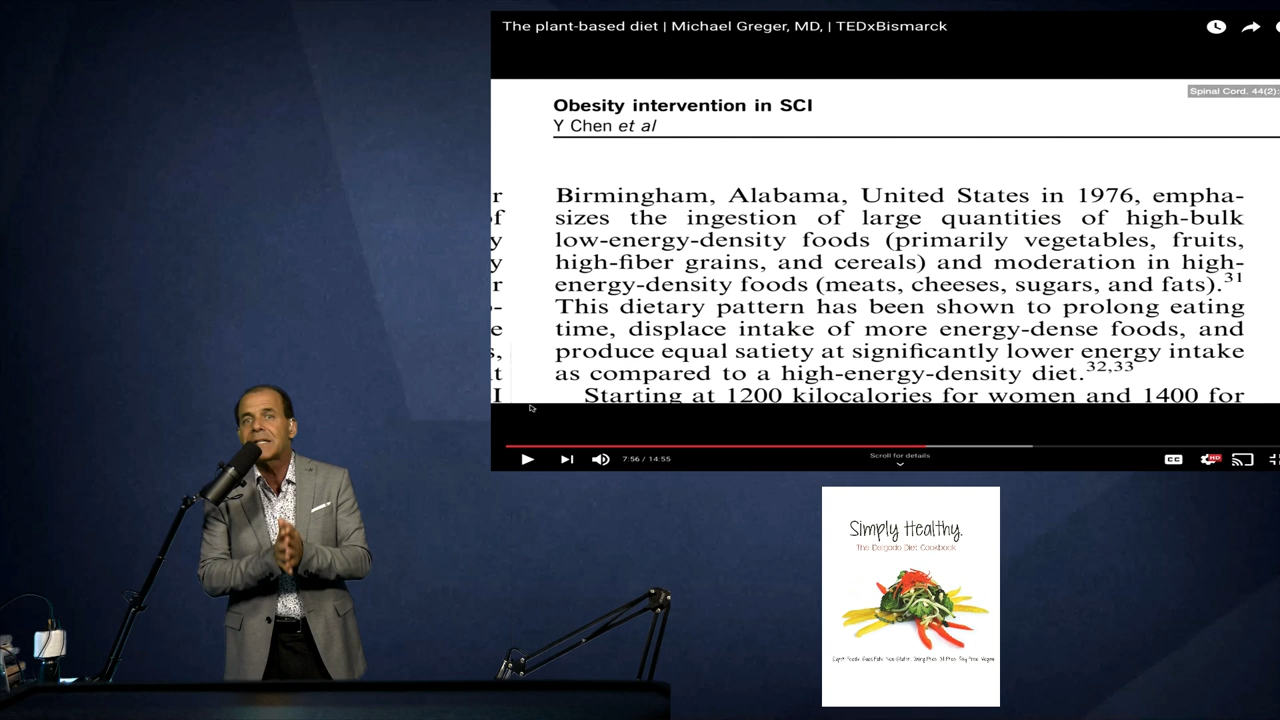 The plant-based diet | Michael Greger, MD, | TEDxBismarck
Spinal Cord. 44(2):
Obesity intervention in SCI
Y Chen et al
r
of
y
y
r
o-
e
s,
it
I
Birmingham, Alabama, United States in 1976, empha-
sizes the ingestion of large quantities of high-bulk
low-energy-density foods (primarily vegetables, fruits,
high-fiber grains, and cereals) and moderation in high-
energy-density foods (meats, cheeses, sugars, and fats).31
This dietary pattern has been shown to prolong eating
time, displace intake of more energy-dense foods, and
produce equal satiety at significantly lower energy intake
as compared to a high-energy-density diet.32,33
Starting at 1200 kilocalories for women and 1400 for
7:56 / 14:55
Scroll for details
CC
HD
Simply Healthy.
The Delgado Diet Cookbook